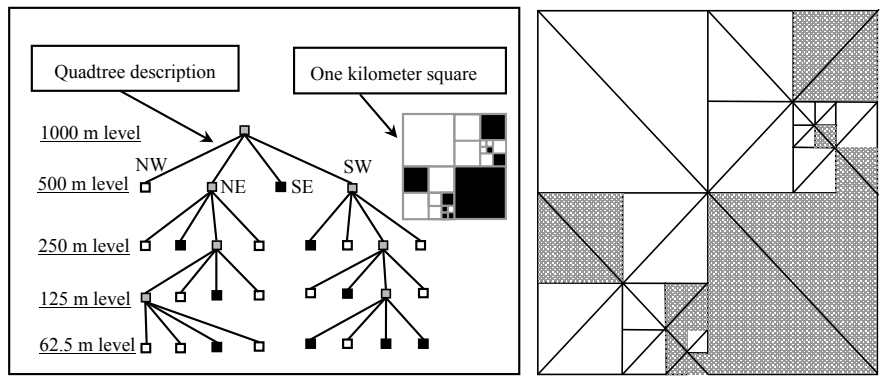 Quadtree description
One kilometer square
1000 m level
NW
SW
500 m level
NE
SE
250 m level
125 m level
62.5 m level